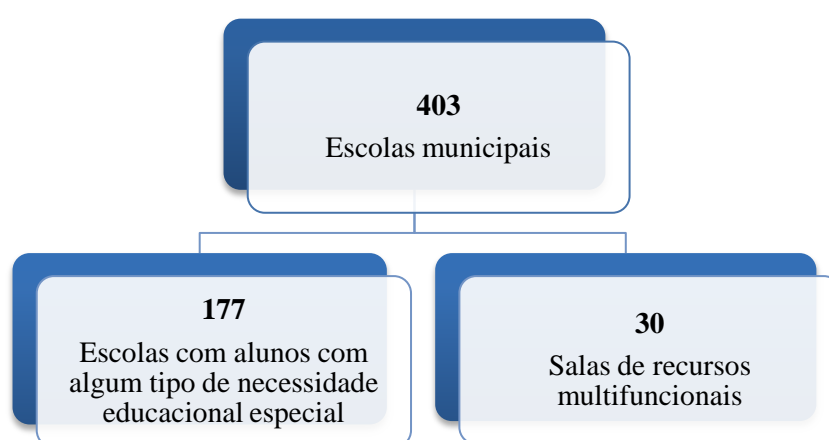 403
Escolas municipais
177
Escolas com alunos com
algum tipo de necessidade
educacional especial
30
Salas de recursos
multifuncionais